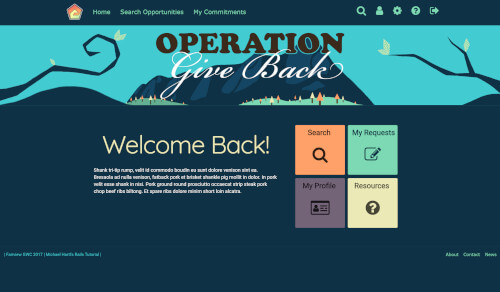 Home Search Opportunities My Commitments
OPERATION
Give Back
Welcome Back!
Shank tri-tip rump, velit id commodo boudin eu sunt dolore venison sint ea.
Bresaola ad nulla venison, fatback pork et brisket shankle pig mollit in dolor. In pork
velit esse shank in nisi. Pork ground round prosciutto occaecat strip steak pork
chop beef ribs biltong. Et spare ribs dolore minim short loin alcatra.
Search My Requests
My Profile Resources
| Fairview GWC 2017 | Michael Hartl's Rails Tutorial | About Contact News